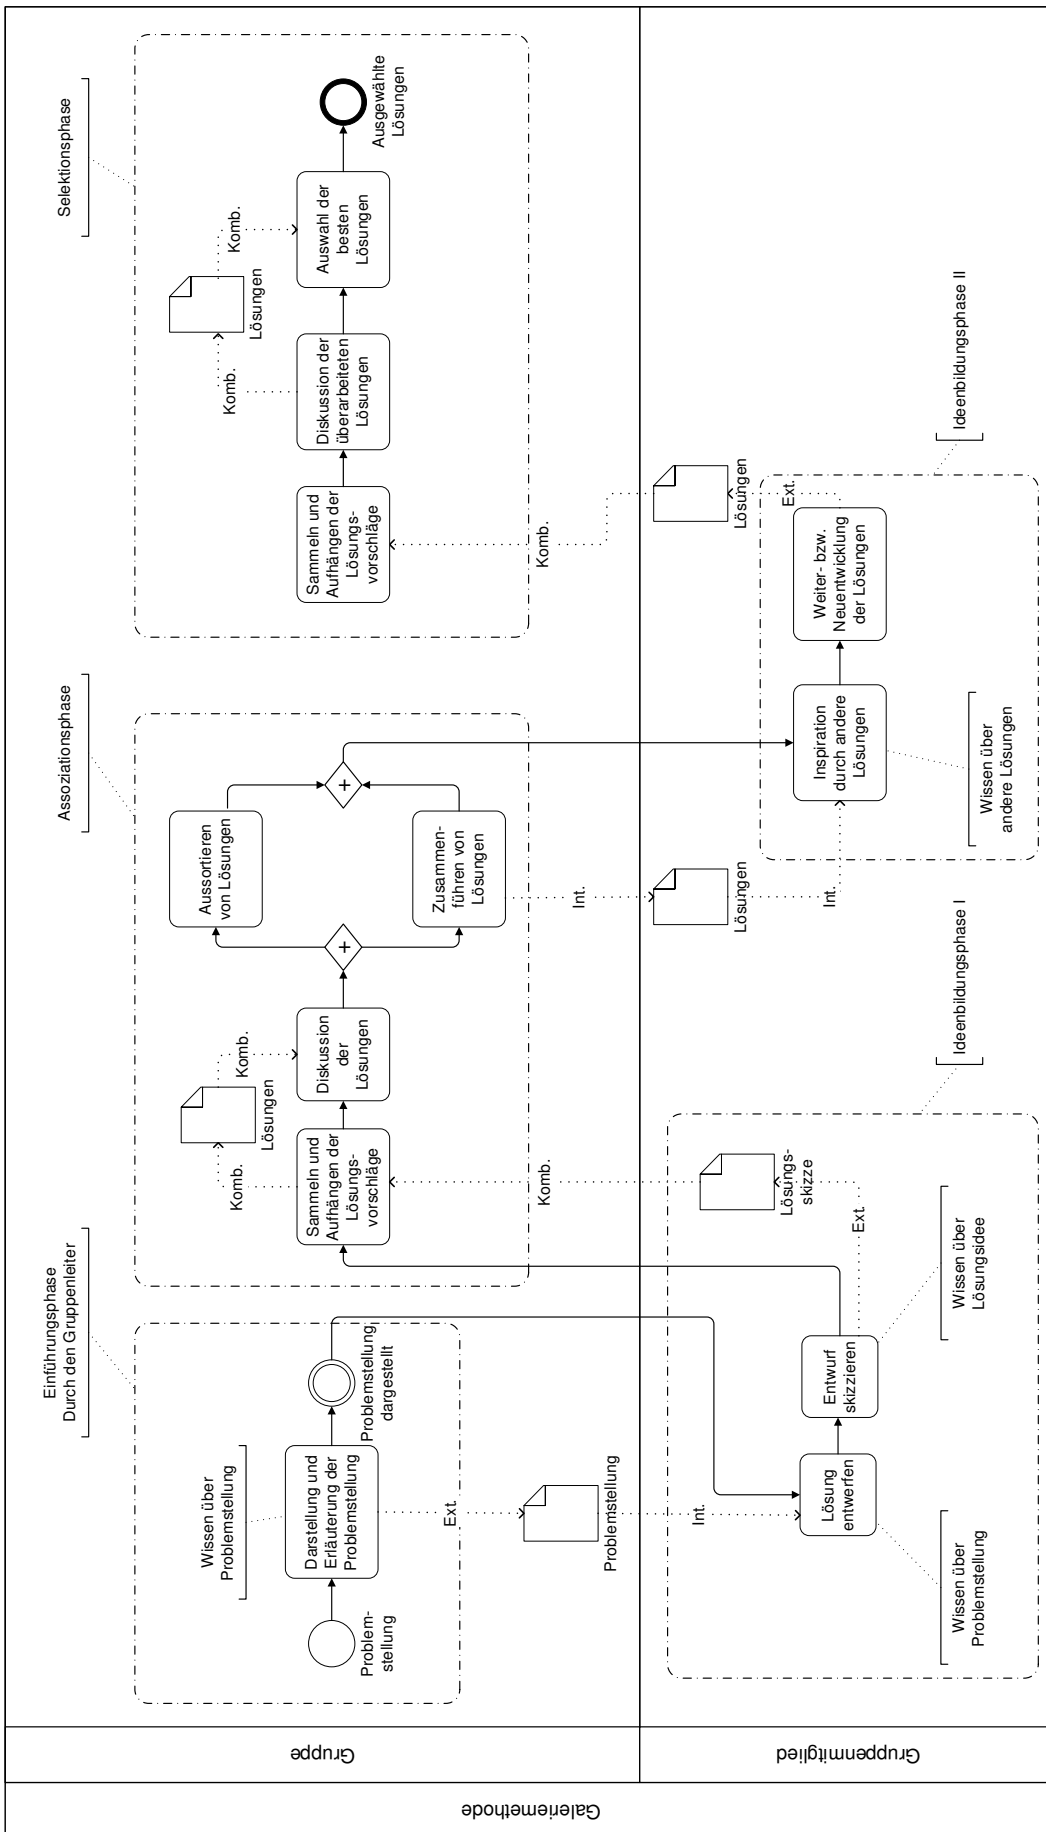 Galeriemethode
Gruppe
Gruppenmitglied
Einführungsphase
Durch den Gruppenleiter
Wissen über
Problemstellung
Problem-
stellung
Darstellung und
Erläuterung der
Problemstellung
Problemstellung
dargestellt
Ext.
Problemstellung
Int.
Lösung
entwerfen
Entwurf
skizzieren
Wissen über
Problemstellung
Wissen über
Lösungsidee
Ext.
Lösungs-
skizze
Ideenbildungsphase I
Komb.
Assoziationsphase
Sammeln und
Aufhängen der
Lösungs-
vorschläge
Komb.
Lösungen
Komb.
Diskussion
der
Lösungen
+
Aussortieren
von Lösungen
Zusammen-
führen von
Lösungen
+
Int.
Lösungen
Int.
Inspiration
durch andere
Lösungen
Wissen über
andere Lösungen
Weiter- bzw.
Neuentwicklung
der Lösungen
Ext.
Lösungen
Ideenbildungsphase II
Komb.
Selektionsphase
Sammeln und
Aufhängen der
Lösungs-
vorschläge
Diskussion der
überarbeiteten
Lösungen
Komb.
Lösungen
Komb.
Auswahl der
besten
Lösungen
Ausgewählte
Lösungen